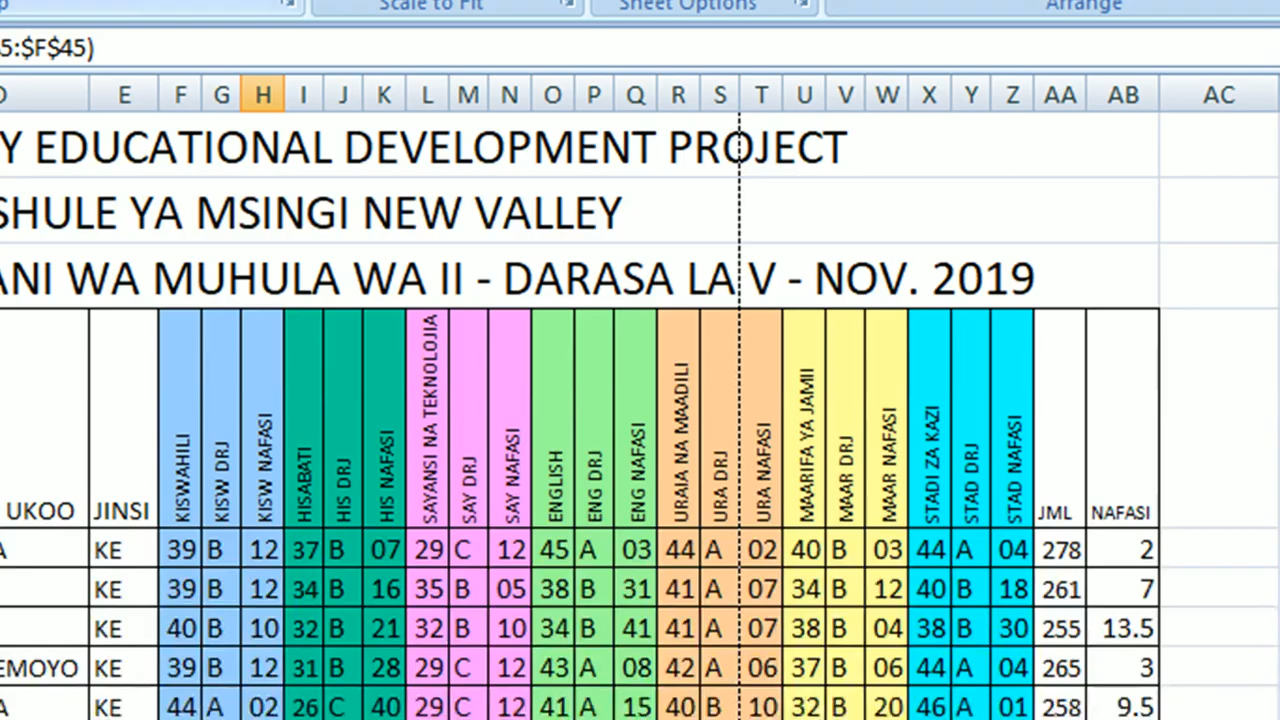 Scale to Fit Sheet Options Arrange
5:$F$45)
E F G H I J K L M N O P Q R S T U V W X Y Z AA AB AC
Y EDUCATIONAL DEVELOPMENT PROJECT
SHULE YA MSINGI NEW VALLEY
ANI WA MUHULA WA II - DARASA LA V - NOV. 2019
UKOO JINSI KISWAHILI KISW DRJ KISW NAFASI HISABATI HIS DRJ HIS NAFASI SAYANSI NA TEKNOLOJIA SAY DRJ SAY NAFASI ENGLISH ENG DRJ ENG NAFASI URAIA NA MAADILI URA DRJ URA NAFASI MAARIFA YA JAMII MAAR DRJ MAAR NAFASI STADI ZA KAZI STAD DRJ STAD NAFASI JML NAFASI
A KE 39 B 12 37 B 07 29 C 12 45 A 03 44 A 02 40 B 03 44 A 04 278 2
KE 39 B 12 34 B 16 35 B 05 38 B 31 41 A 07 34 B 12 40 B 18 261 7
KE 40 B 10 32 B 21 32 B 10 34 B 41 41 A 07 38 B 04 38 B 30 255 13.5
EMOYO KE 39 B 12 31 B 28 29 C 12 43 A 08 42 A 06 37 B 06 44 A 04 265 3
A KE 44 A 02 26 C 40 29 C 12 41 A 15 40 B 10 32 B 20 46 A 01 258 9.5